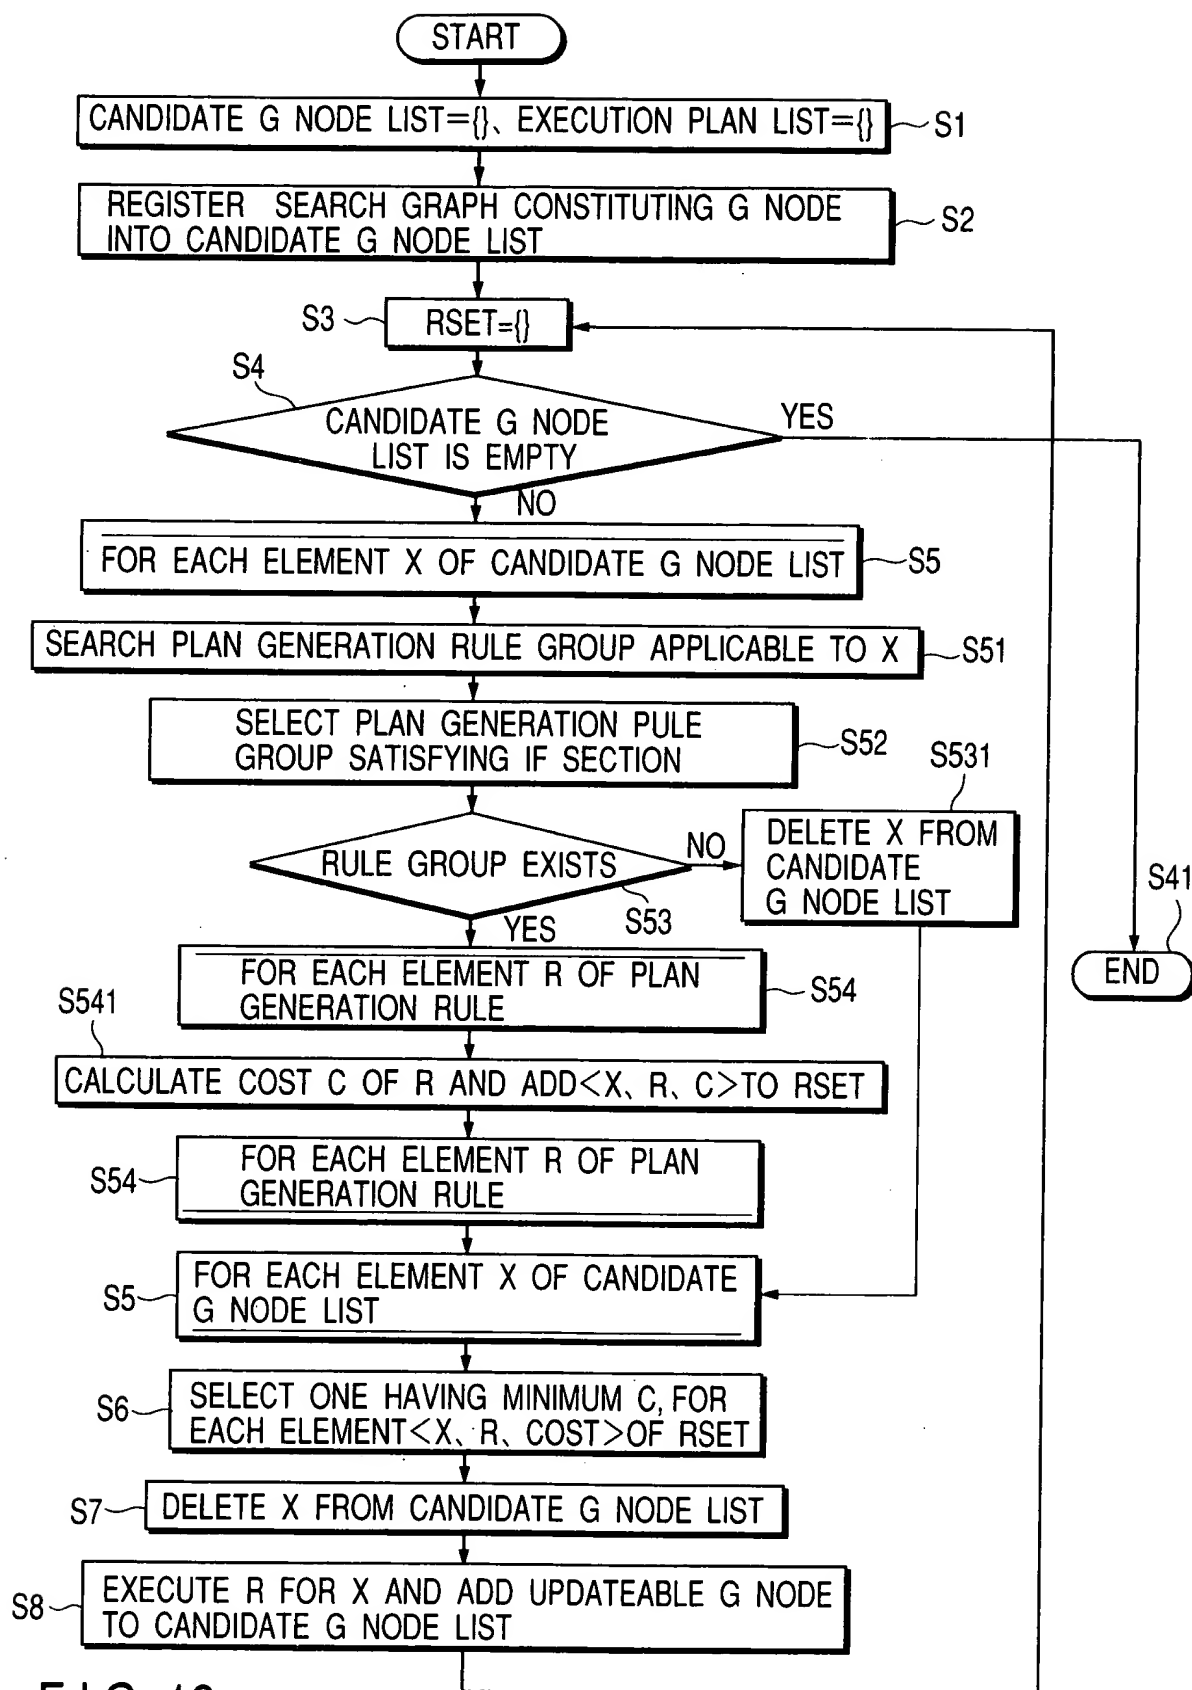 START
CANDIDATE G NODE LIST={}、EXECUTION PLAN LIST={}
S1
REGISTER SEARCH GRAPH CONSTITUTING G NODE
INTO CANDIDATE G NODE LIST
S2
S3
RSET={}
S4
CANDIDATE G NODE
LIST IS EMPTY
YES
NO
FOR EACH ELEMENT X OF CANDIDATE G NODE LIST
S5
SEARCH PLAN GENERATION RULE GROUP APPLICABLE TO X
S51
SELECT PLAN GENERATION PULE
GROUP SATISFYING IF SECTION
S52
S531
RULE GROUP EXISTS
NO
DELETE X FROM
CANDIDATE
G NODE LIST
S53
YES
S41
END
FOR EACH ELEMENT R OF PLAN
GENERATION RULE
S54
S541
CALCULATE COST C OF R AND ADD<X、R、C>TO RSET
S54
FOR EACH ELEMENT R OF PLAN
GENERATION RULE
S5
FOR EACH ELEMENT X OF CANDIDATE
G NODE LIST
S6
SELECT ONE HAVING MINIMUM C, FOR
EACH ELEMENT<X、R、COST>OF RSET
S7
DELETE X FROM CANDIDATE G NODE LIST
S8
EXECUTE R FOR X AND ADD UPDATEABLE G NODE
TO CANDIDATE G NODE LIST